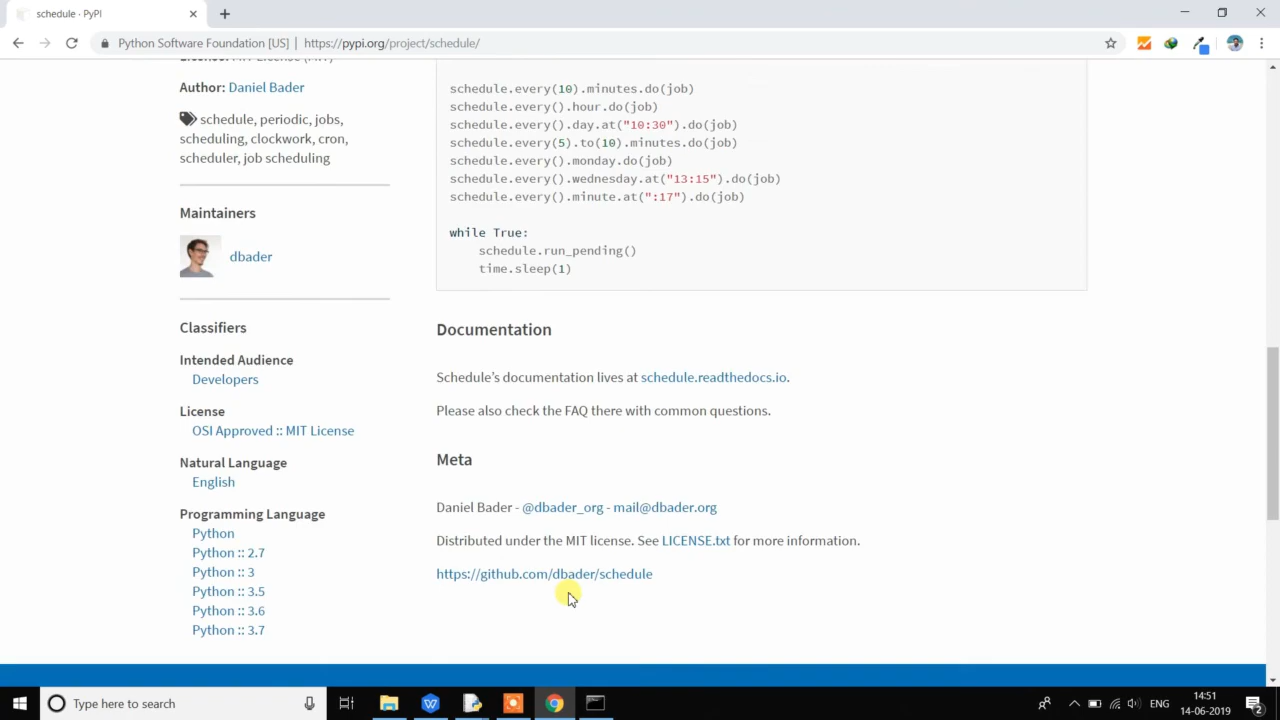 schedule · PyPI
Python Software Foundation [US] | https://pypi.org/project/schedule/
License: MIT License (MIT)
Author: Daniel Bader
schedule, periodic, jobs,
scheduling, clockwork, cron,
scheduler, job scheduling
Maintainers
dbader
Classifiers
Intended Audience
Developers
License
OSI Approved :: MIT License
Natural Language
English
Programming Language
Python
Python :: 2.7
Python :: 3
Python :: 3.5
Python :: 3.6
Python :: 3.7
schedule.every(10).minutes.do(job)
schedule.every().hour.do(job)
schedule.every().day.at("10:30").do(job)
schedule.every(5).to(10).minutes.do(job)
schedule.every().monday.do(job)
schedule.every().wednesday.at("13:15").do(job)
schedule.every().minute.at(":17").do(job)
while True:
schedule.run_pending()
time.sleep(1)
Documentation
Schedule’s documentation lives at schedule.readthedocs.io.
Please also check the FAQ there with common questions.
Meta
Daniel Bader - @dbader_org - mail@dbader.org
Distributed under the MIT license. See LICENSE.txt for more information.
https://github.com/dbader/schedule
Type here to search
ENG
14:51
14-06-2019
2